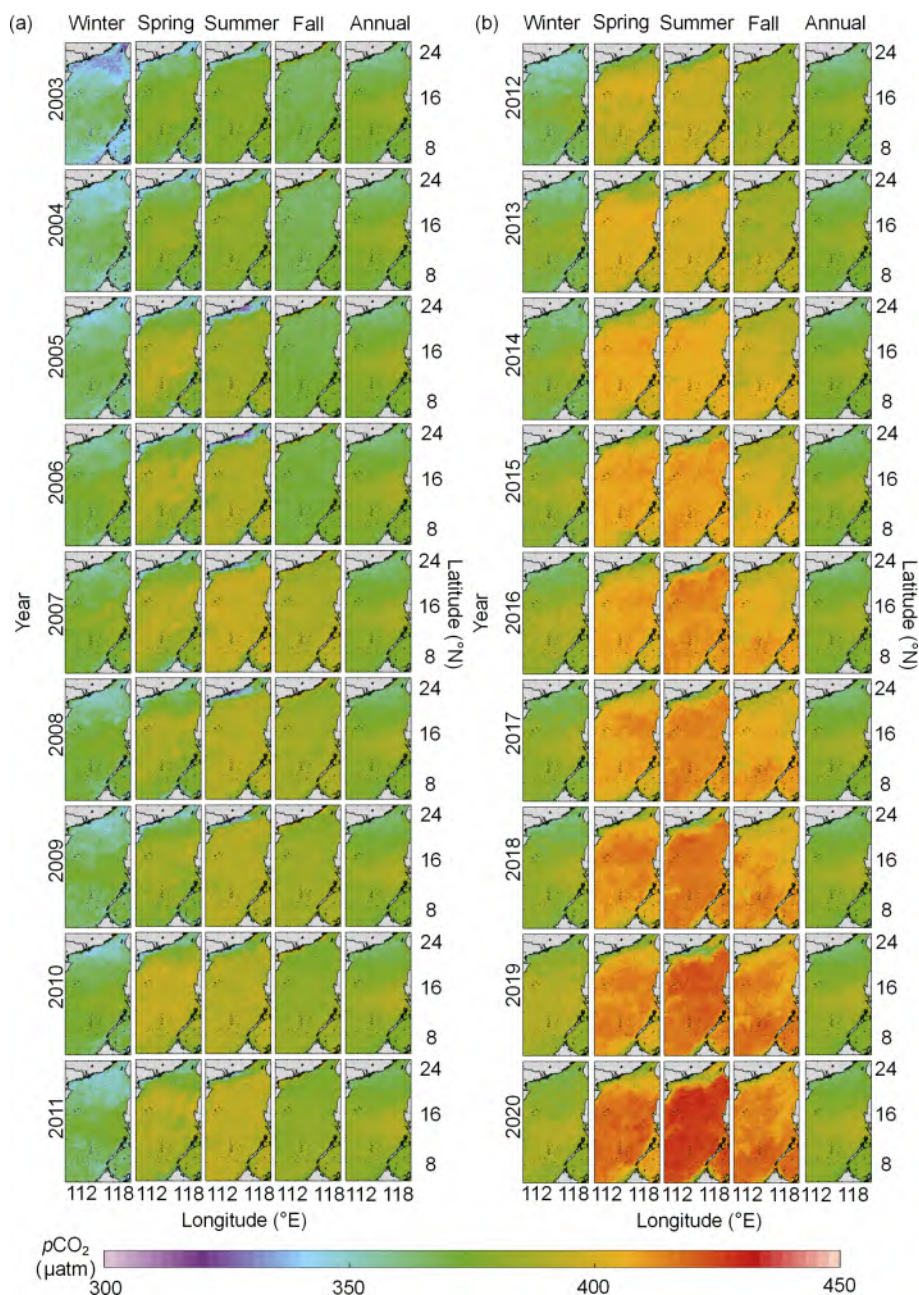 (a) Winter Spring Summer Fall Annual
2003 24 16 8
2004 24 16 8
2005 24 16 8
2006 24 16 8
2007 24 16 8
2008 24 16 8
2009 24 16 8
2010 24 16 8
2011 24 16 8
Year
Latitude (°N)
112 118 112 118 112 118 112 118 112 118
Longitude (°E)
(b) Winter Spring Summer Fall Annual
2012 24 16 8
2013 24 16 8
2014 24 16 8
2015 24 16 8
2016 24 16 8
2017 24 16 8
2018 24 16 8
2019 24 16 8
2020 24 16 8
Year
Latitude (°N)
112 118 112 118 112 118 112 118 112 118
Longitude (°E)
pCO₂
(μatm)
300 350 400 450